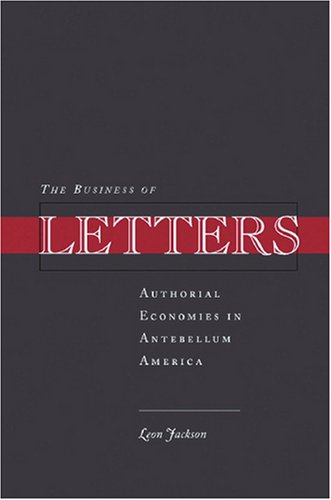 The Business of
LETTERS
Authorial
Economies in
Antebellum
America
Leon Jackson